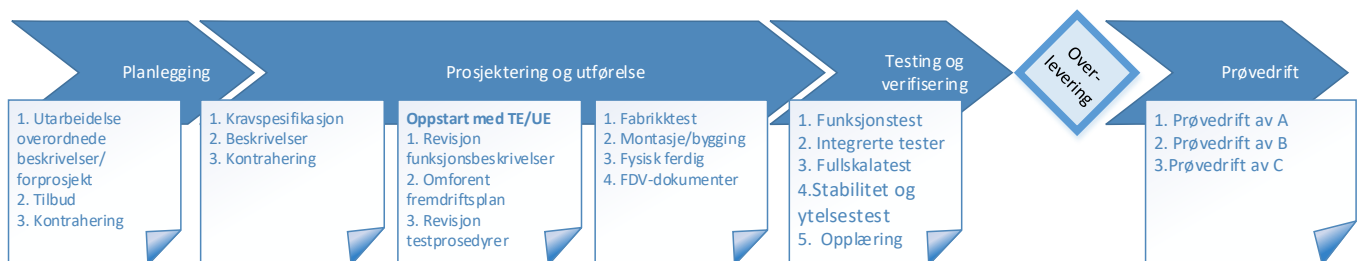 Planlegging
Prosjektering og utførelse
Testing og
verifisering
Over-
levering
Prøvedrift
1. Utarbeidelse
overordnede
beskrivelser/
forprosjekt
2. Tilbud
3. Kontrahering
1. Kravspesifikasjon
2. Beskrivelser
3. Kontrahering
Oppstart med TE/UE
1. Revisjon
funksjonsbeskrivelser
2. Omforent
fremdriftsplan
3. Revisjon
testprosedyrer
1. Fabrikktest
2. Montasje/bygging
3. Fysisk ferdig
4. FDV-dokumenter
1. Funksjonstest
2. Integrerte tester
3. Fullskalatest
4.Stabilitet og
ytelsestest
5. Opplæring
1. Prøvedrift av A
2. Prøvedrift av B
3.Prøvedrift av C